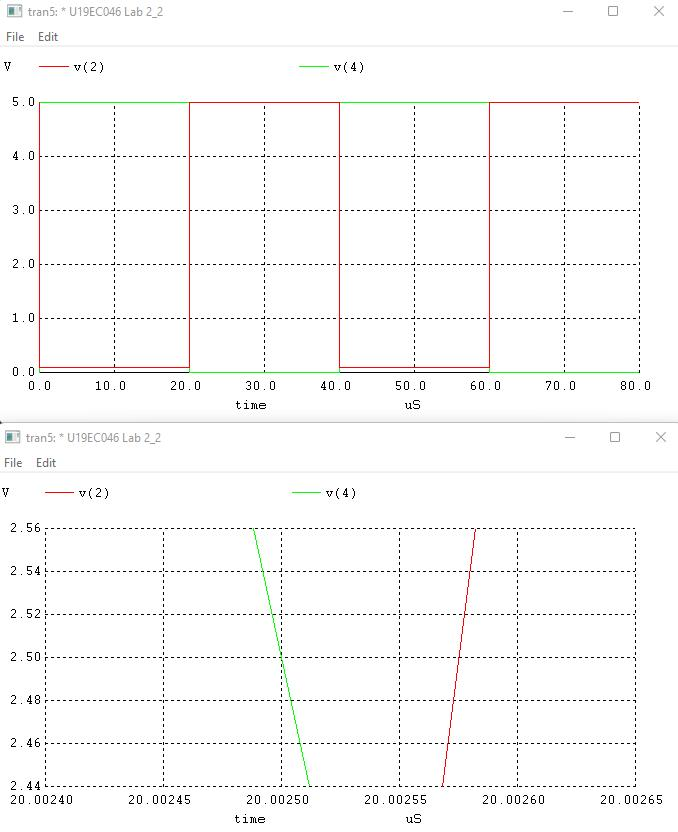 tran5: * U19EC046 Lab 2_2
File Edit
V v(2) v(4)
5.0
4.0
3.0
2.0
1.0
0.0
0.0 10.0 20.0 30.0 40.0 50.0 60.0 70.0 80.0
time uS
tran5: * U19EC046 Lab 2_2
File Edit
V v(2) v(4)
2.56
2.54
2.52
2.50
2.48
2.46
2.44
20.00240 20.00245 20.00250 20.00255 20.00260 20.00265
time uS